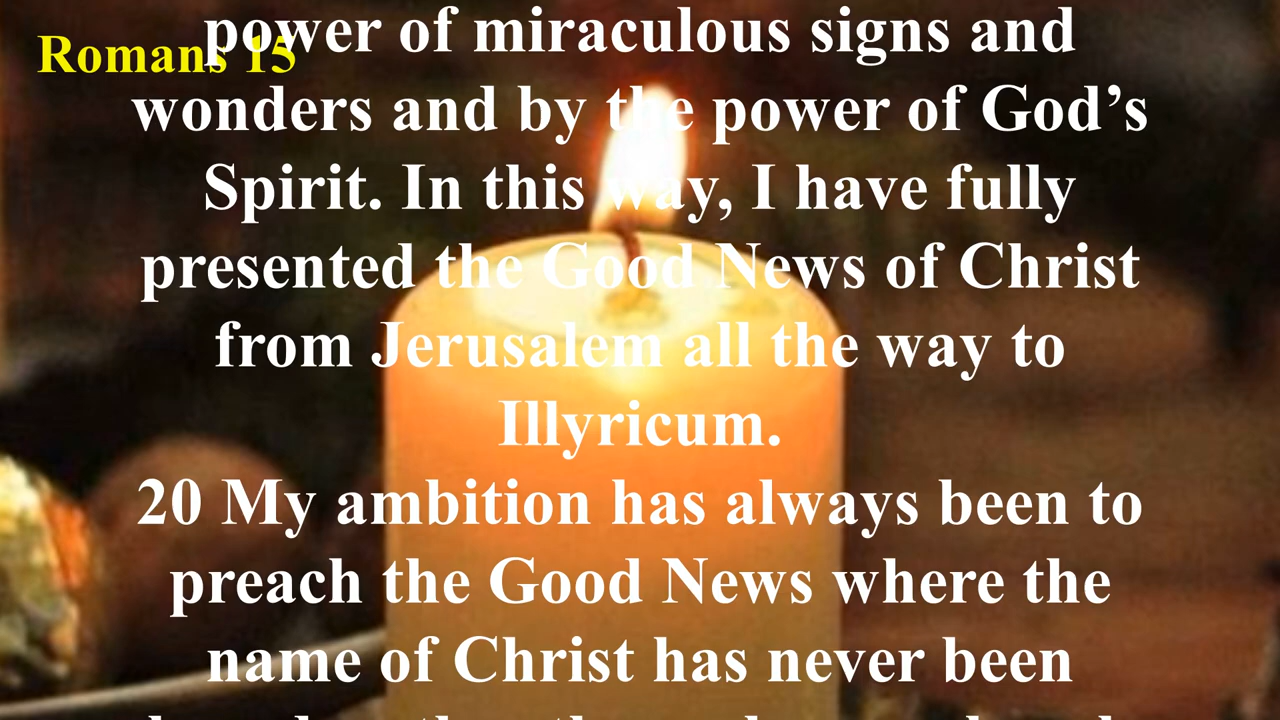 Romans 15
power of miraculous signs and
wonders and by the power of God’s
Spirit. In this way, I have fully
presented the Good News of Christ
from Jerusalem all the way to
Illyricum.
20 My ambition has always been to
preach the Good News where the
name of Christ has never been